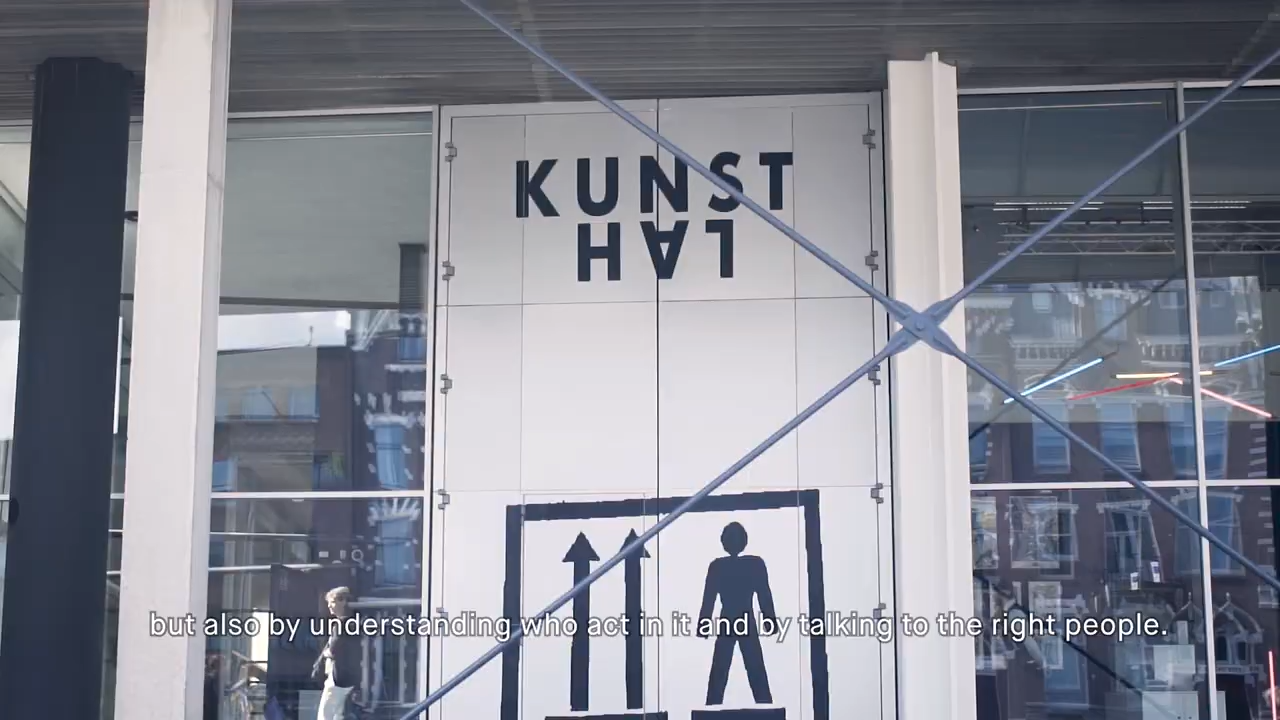 KUNST
HAL
but also by understanding who act in it and by talking to the right people.